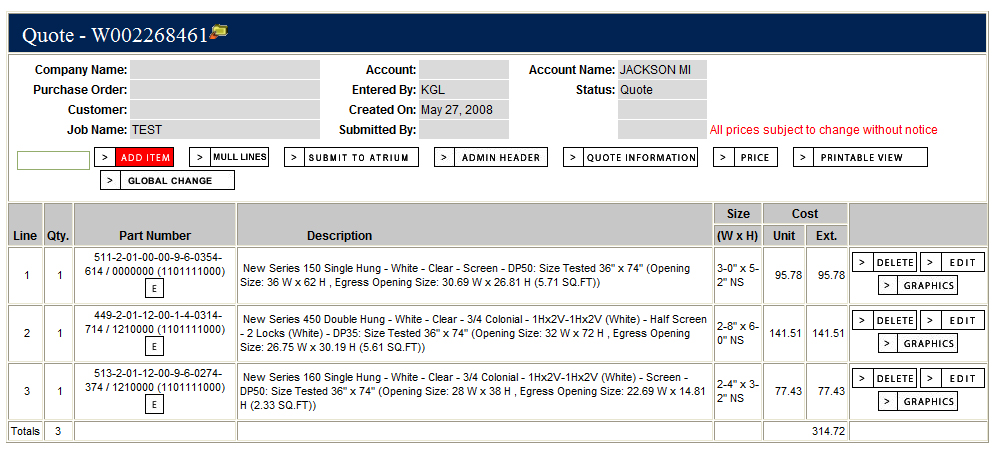 Quote - W002268461
Company Name: Account: Account Name: JACKSON MI
Purchase Order: Entered By: KGL Status: Quote
Customer: Created On: May 27, 2008
Job Name: TEST Submitted By: All prices subject to change without notice
> ADD ITEM > MULL LINES > SUBMIT TO ATRIUM > ADMIN HEADER > QUOTE INFORMATION > PRICE > PRINTABLE VIEW
> GLOBAL CHANGE
Size Cost
Line Qty. Part Number Description (W x H) Unit Ext.
511-2-01-00-00-9-6-0354-
614 / 0000000 (1101111000)
E
1 1 New Series 150 Single Hung - White - Clear - Screen - DP50: Size Tested 36" x 74" (Opening
Size: 36 W x 62 H , Egress Opening Size: 30.69 W x 26.81 H (5.71 SQ.FT))
3-0" x 5-
2" NS
95.78 95.78
> DELETE > EDIT
> GRAPHICS
449-2-01-12-00-1-4-0314-
714 / 1210000 (1101111000)
E
2 1 New Series 450 Double Hung - White - Clear - 3/4 Colonial - 1Hx2V-1Hx2V (White) - Half Screen
- 2 Locks (White) - DP35: Size Tested 36" x 74" (Opening Size: 32 W x 72 H , Egress Opening
Size: 26.75 W x 30.19 H (5.61 SQ.FT))
2-8" x 6-
0" NS
141.51 141.51
> DELETE > EDIT
> GRAPHICS
513-2-01-12-00-9-6-0274-
374 / 1210000 (1101111000)
E
3 1 New Series 160 Single Hung - White - Clear - 3/4 Colonial - 1Hx2V-1Hx2V (White) - Screen -
DP50: Size Tested 36" x 74" (Opening Size: 28 W x 38 H , Egress Opening Size: 22.69 W x 14.81
H (2.33 SQ.FT))
2-4" x 3-
2" NS
77.43 77.43
> DELETE > EDIT
> GRAPHICS
Totals 3 314.72